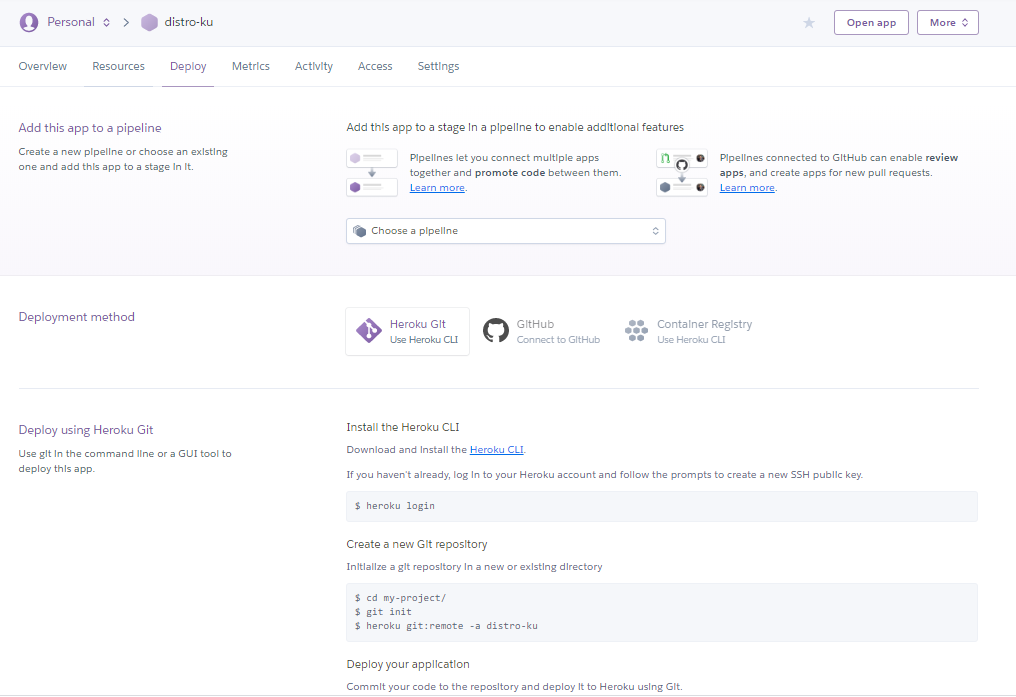 Personal
distro-ku
Open app
More
Overview
Resources
Deploy
Metrics
Activity
Access
Settings
Add this app to a pipeline
Create a new pipeline or choose an existing
one and add this app to a stage in it.
Add this app to a stage in a pipeline to enable additional features
Pipelines let you connect multiple apps
together and promote code between them.
Learn more.
Pipelines connected to GitHub can enable review
apps, and create apps for new pull requests.
Learn more.
Choose a pipeline
Deployment method
Heroku Git
Use Heroku CLI
GitHub
Connect to GitHub
Container Registry
Use Heroku CLI
Deploy using Heroku Git
Use git in the command line or a GUI tool to
deploy this app.
Install the Heroku CLI
Download and install the Heroku CLI.
If you haven't already, log in to your Heroku account and follow the prompts to create a new SSH public key.
$ heroku login
Create a new Git repository
Initialize a git repository in a new or existing directory
$ cd my-project/
$ git init
$ heroku git:remote -a distro-ku
Deploy your application
Commit your code to the repository and deploy it to Heroku using Git.